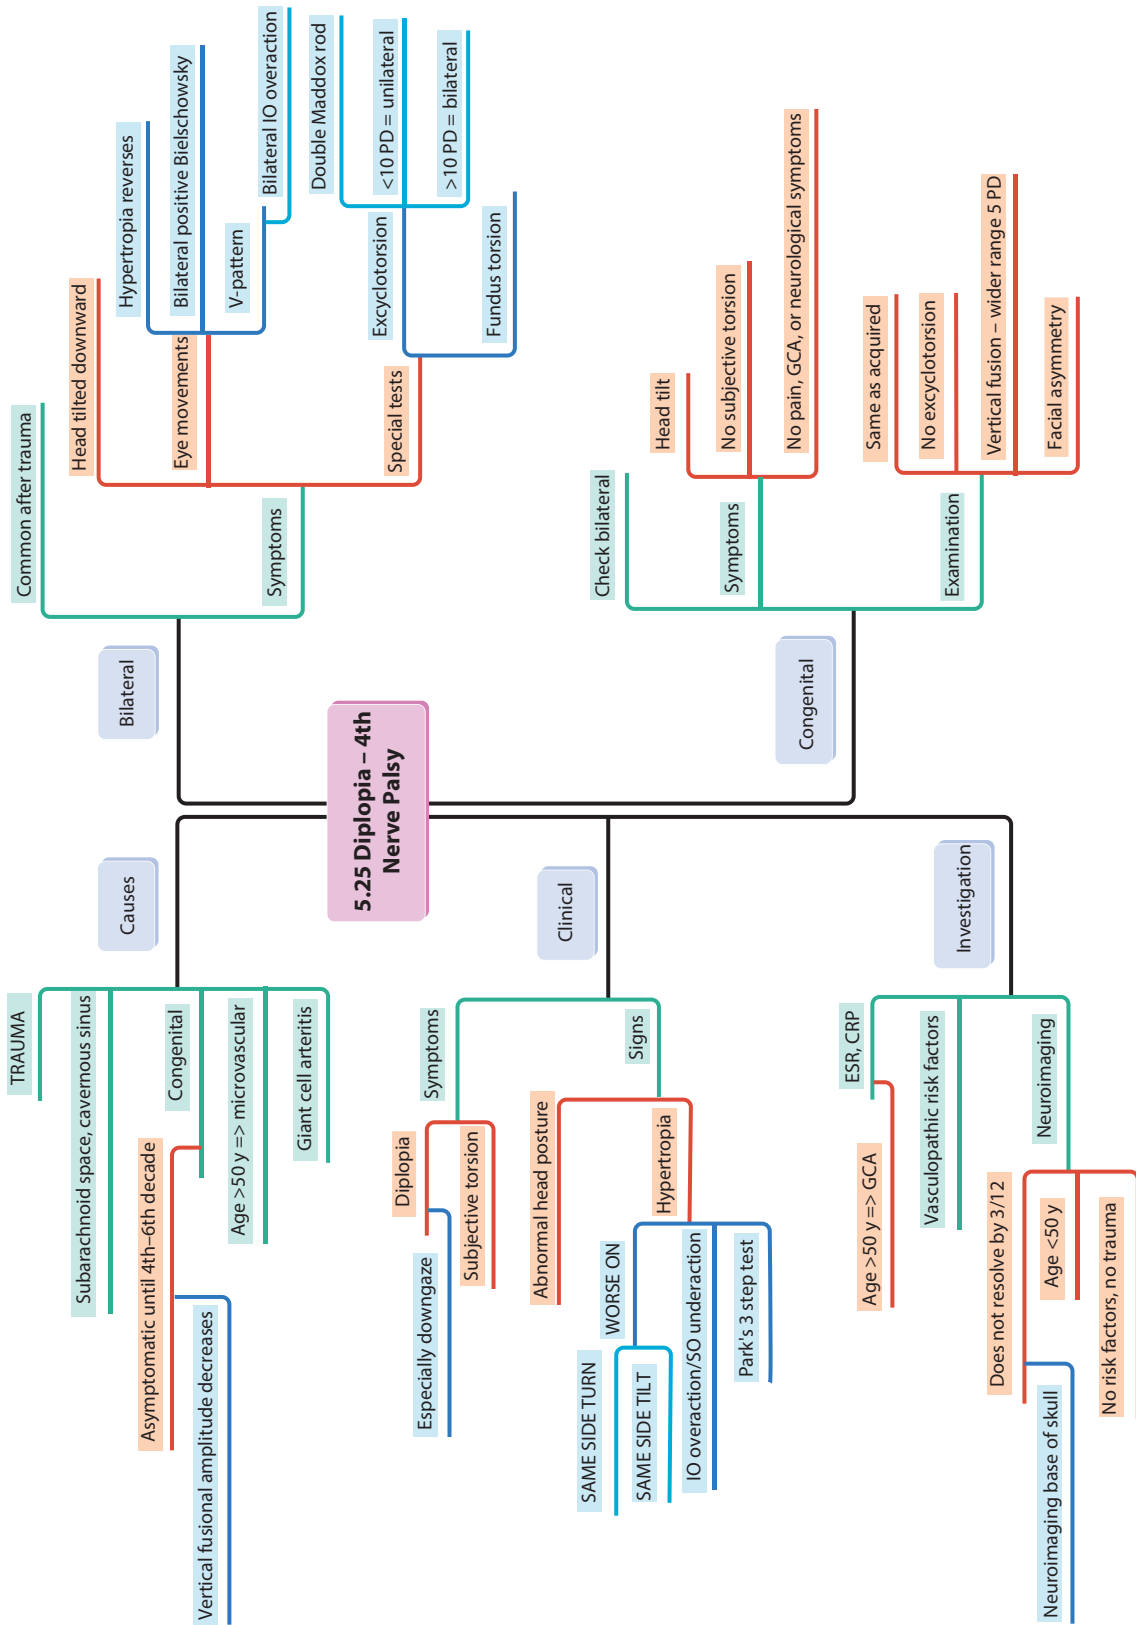 5.25 Diplopia – 4th
Nerve Palsy
Causes
TRAUMA
Subarachnoid space, cavernous sinus
Congenital
Asymptomatic until 4th–6th decade
Vertical fusional amplitude decreases
Age >50 y => microvascular
Giant cell arteritis
Clinical
Symptoms
Diplopia
Especially downgaze
Subjective torsion
Signs
Abnormal head posture
Hypertropia
WORSE ON
SAME SIDE TURN
SAME SIDE TILT
IO overaction/SO underaction
Park's 3 step test
Investigation
ESR, CRP
Age >50 y => GCA
Vasculopathic risk factors
Neuroimaging
Does not resolve by 3/12
Neuroimaging base of skull
Age <50 y
No risk factors, no trauma
Bilateral
Common after trauma
Symptoms
Head tilted downward
Eye movements
Hypertropia reverses
Bilateral positive Bielschowsky
V-pattern
Bilateral IO overaction
Special tests
Excyclotorsion
Double Maddox rod
<10 PD = unilateral
>10 PD = bilateral
Fundus torsion
Congenital
Check bilateral
Symptoms
Head tilt
No subjective torsion
No pain, GCA, or neurological symptoms
Examination
Same as acquired
No excyclotorsion
Vertical fusion – wider range 5 PD
Facial asymmetry